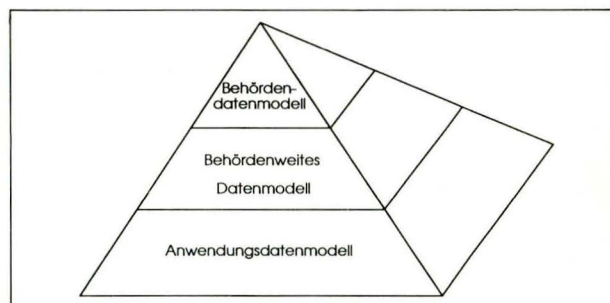 Behörden-
datenmodell
Behördenweites
Datenmodell
Anwendungsdatenmodell